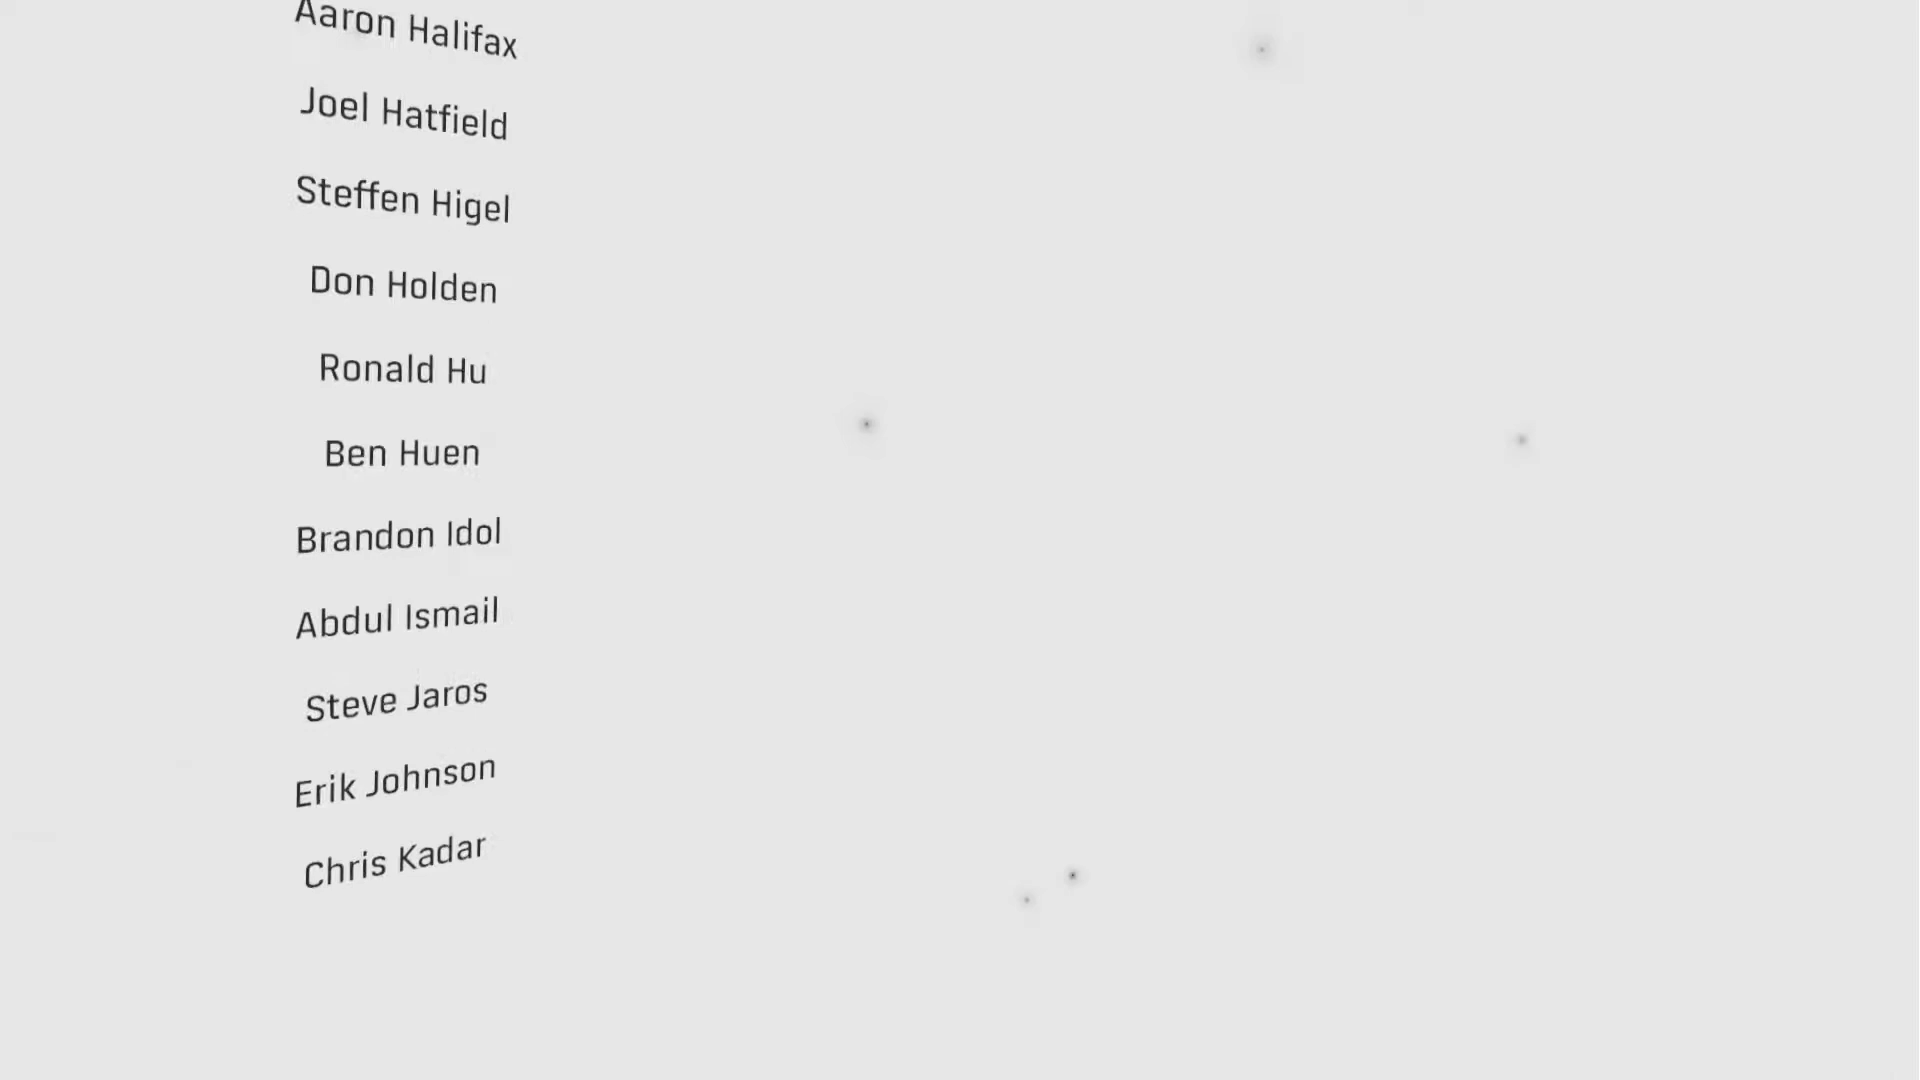 Aaron Halifax
Joel Hatfield
Steffen Higel
Don Holden
Ronald Hu
Ben Huen
Brandon Idol
Abdul Ismail
Steve Jaros
Erik Johnson
Chris Kadar